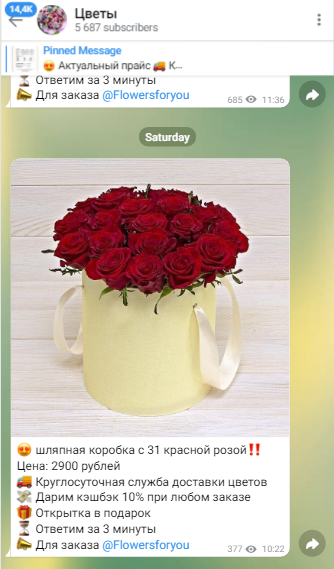 14,4K
Цветы
5 687 subscribers
Pinned Message
😍 Актуальный прайс 🚚 К...
⏳ Ответим за 3 минуты
📣 Для заказа @Flowersforyou
685 11:36
Saturday
😍 шляпная коробка с 31 красной розой‼️
Цена: 2900 рублей
🚚 Круглосуточная служба доставки цветов
💸 Дарим кэшбэк 10% при любом заказе
🎁 Открытка в подарок
⏳ Ответим за 3 минуты
📣 Для заказа @Flowersforyou
377 10:22